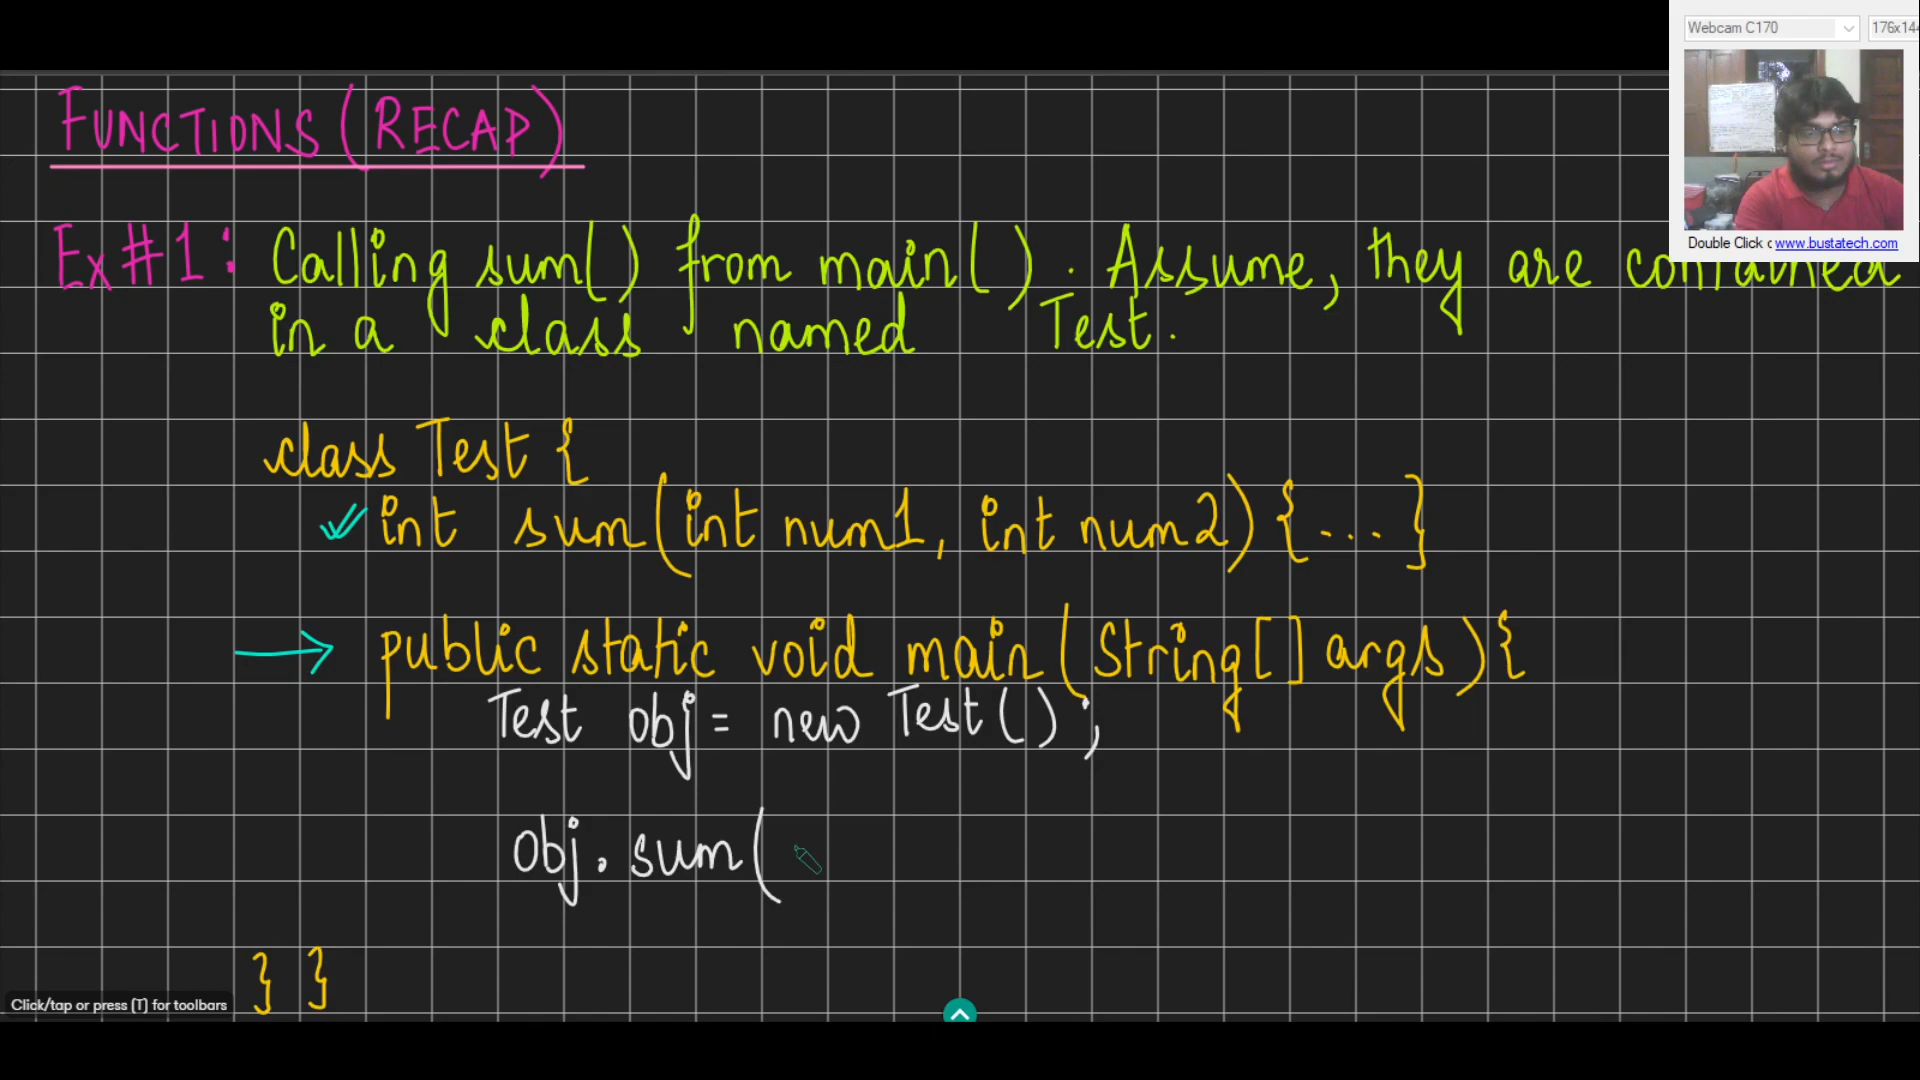 Webcam C170
176x144
FUNCTIONS (RECAP)
Ex#1: Calling sum() from main(). Assume, they are contained
in a class named Test.
Double Click www.bustatech.com
class Test {
int sum(int num1, int num2){...}
public static void main(String[] args){
Test obj = new Test();
obj.sum(
} }
Click/tap or press (T) for toolbars